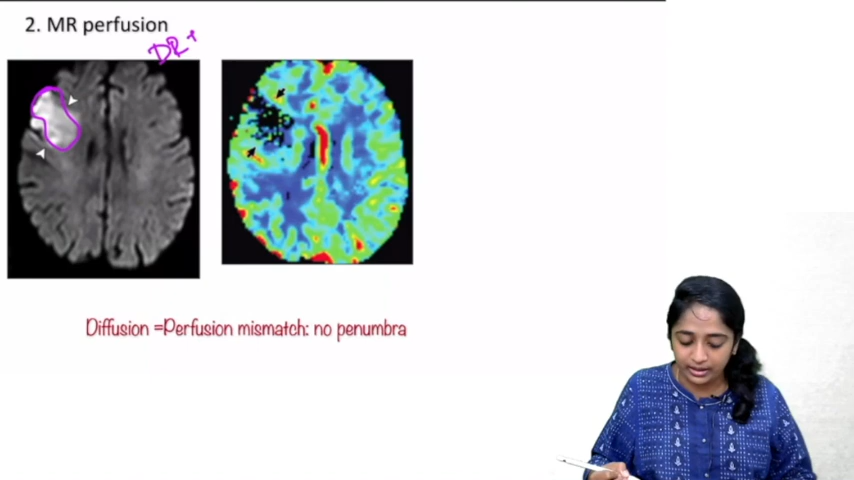 2. MR perfusion
DR+
Diffusion =Perfusion mismatch: no penumbra